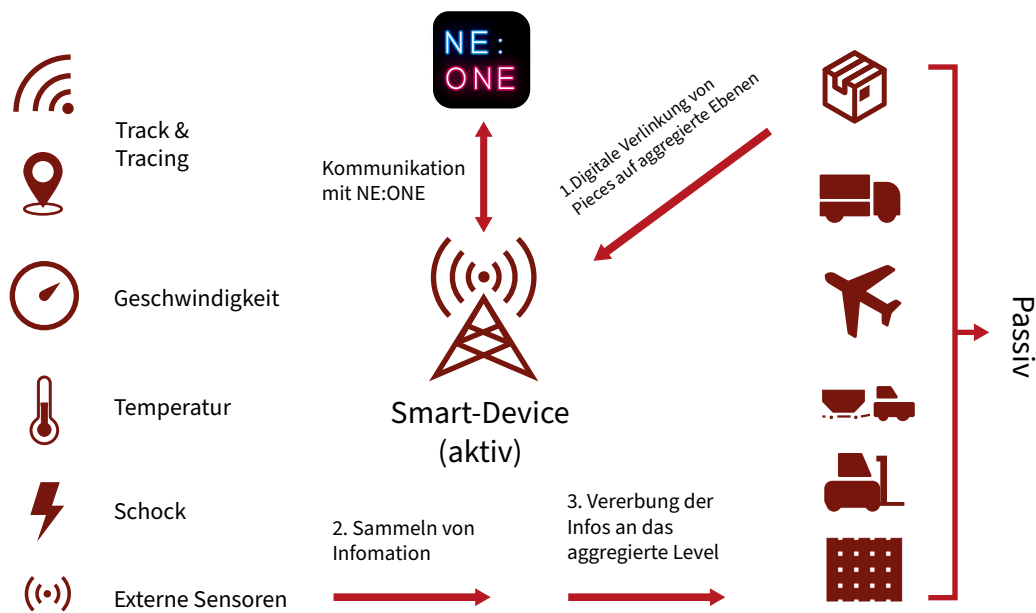 NE:
ONE
Track &
Tracing
Kommunikation
mit NE:ONE
1.Digitale Verlinkung von
Pieces auf aggregierte Ebenen
Geschwindigkeit
Passiv
Temperatur
Smart-Device
(aktiv)
Schock
2. Sammeln von
Infomation
3. Vererbung der
Infos an das
aggregierte Level
Externe Sensoren